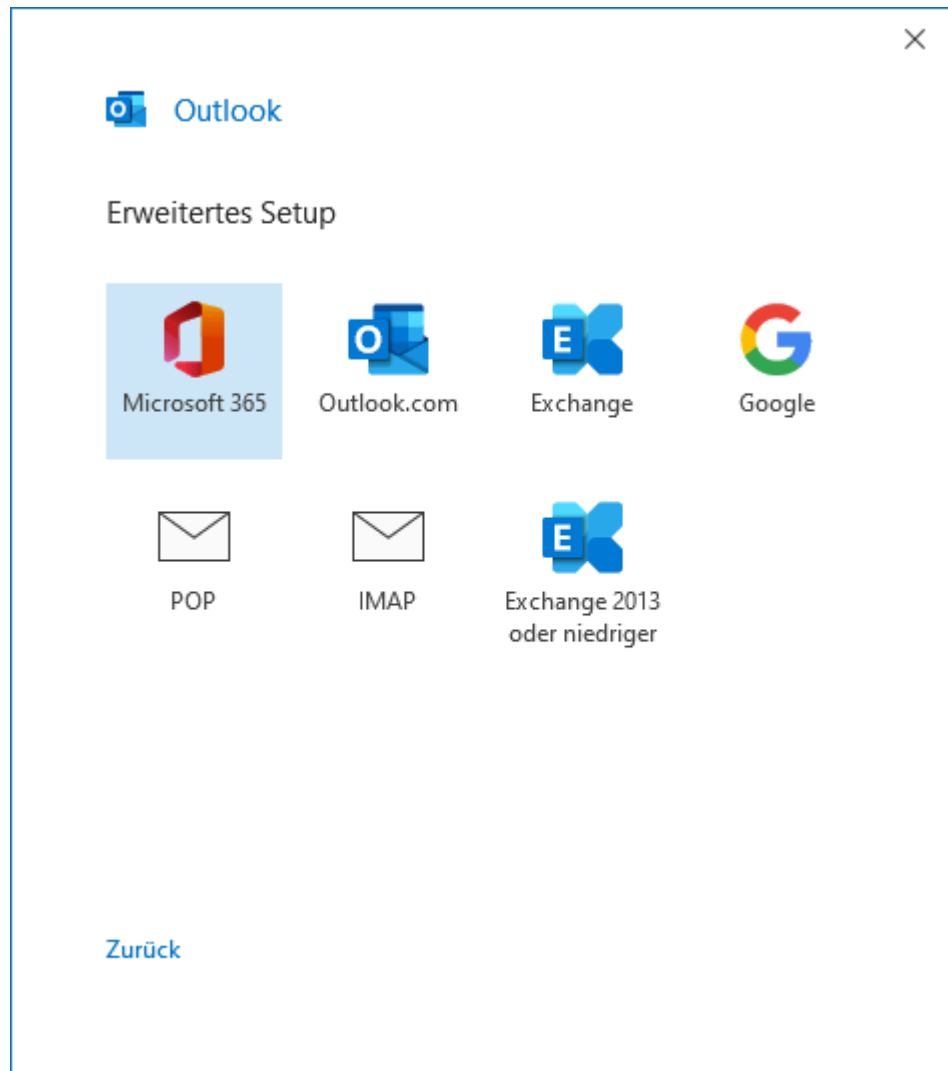 Outlook
Erweitertes Setup
Microsoft 365
Outlook.com
Exchange
Google
POP
IMAP
Exchange 2013
oder niedriger
Zurück